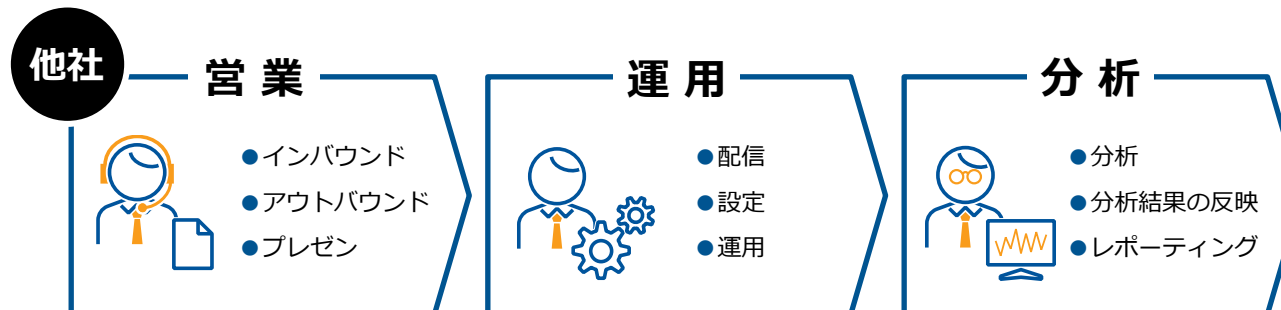 他社
営業
●インバウンド
●アウトバウンド
●プレゼン
運用
●配信
●設定
●運用
分析
●分析
●分析結果の反映
●レポーティング